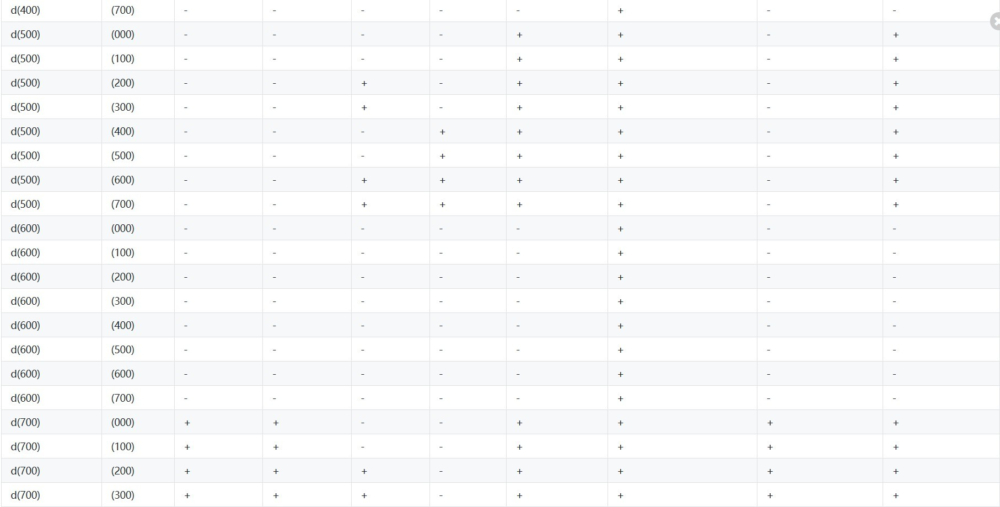 d(400) (700) - - - - - + - -
d(500) (000) - - - - + + - +
d(500) (100) - - - - + + - +
d(500) (200) - - + - + + - +
d(500) (300) - - + - + + - +
d(500) (400) - - - + + + - +
d(500) (500) - - - + + + - +
d(500) (600) - - + + + + - +
d(500) (700) - - + + + + - +
d(600) (000) - - - - - + - -
d(600) (100) - - - - - + - -
d(600) (200) - - - - - + - -
d(600) (300) - - - - - + - -
d(600) (400) - - - - - + - -
d(600) (500) - - - - - + - -
d(600) (600) - - - - - + - -
d(600) (700) - - - - - + - -
d(700) (000) + + - - + + + +
d(700) (100) + + - - + + + +
d(700) (200) + + + - + + + +
d(700) (300) + + + - + + + +